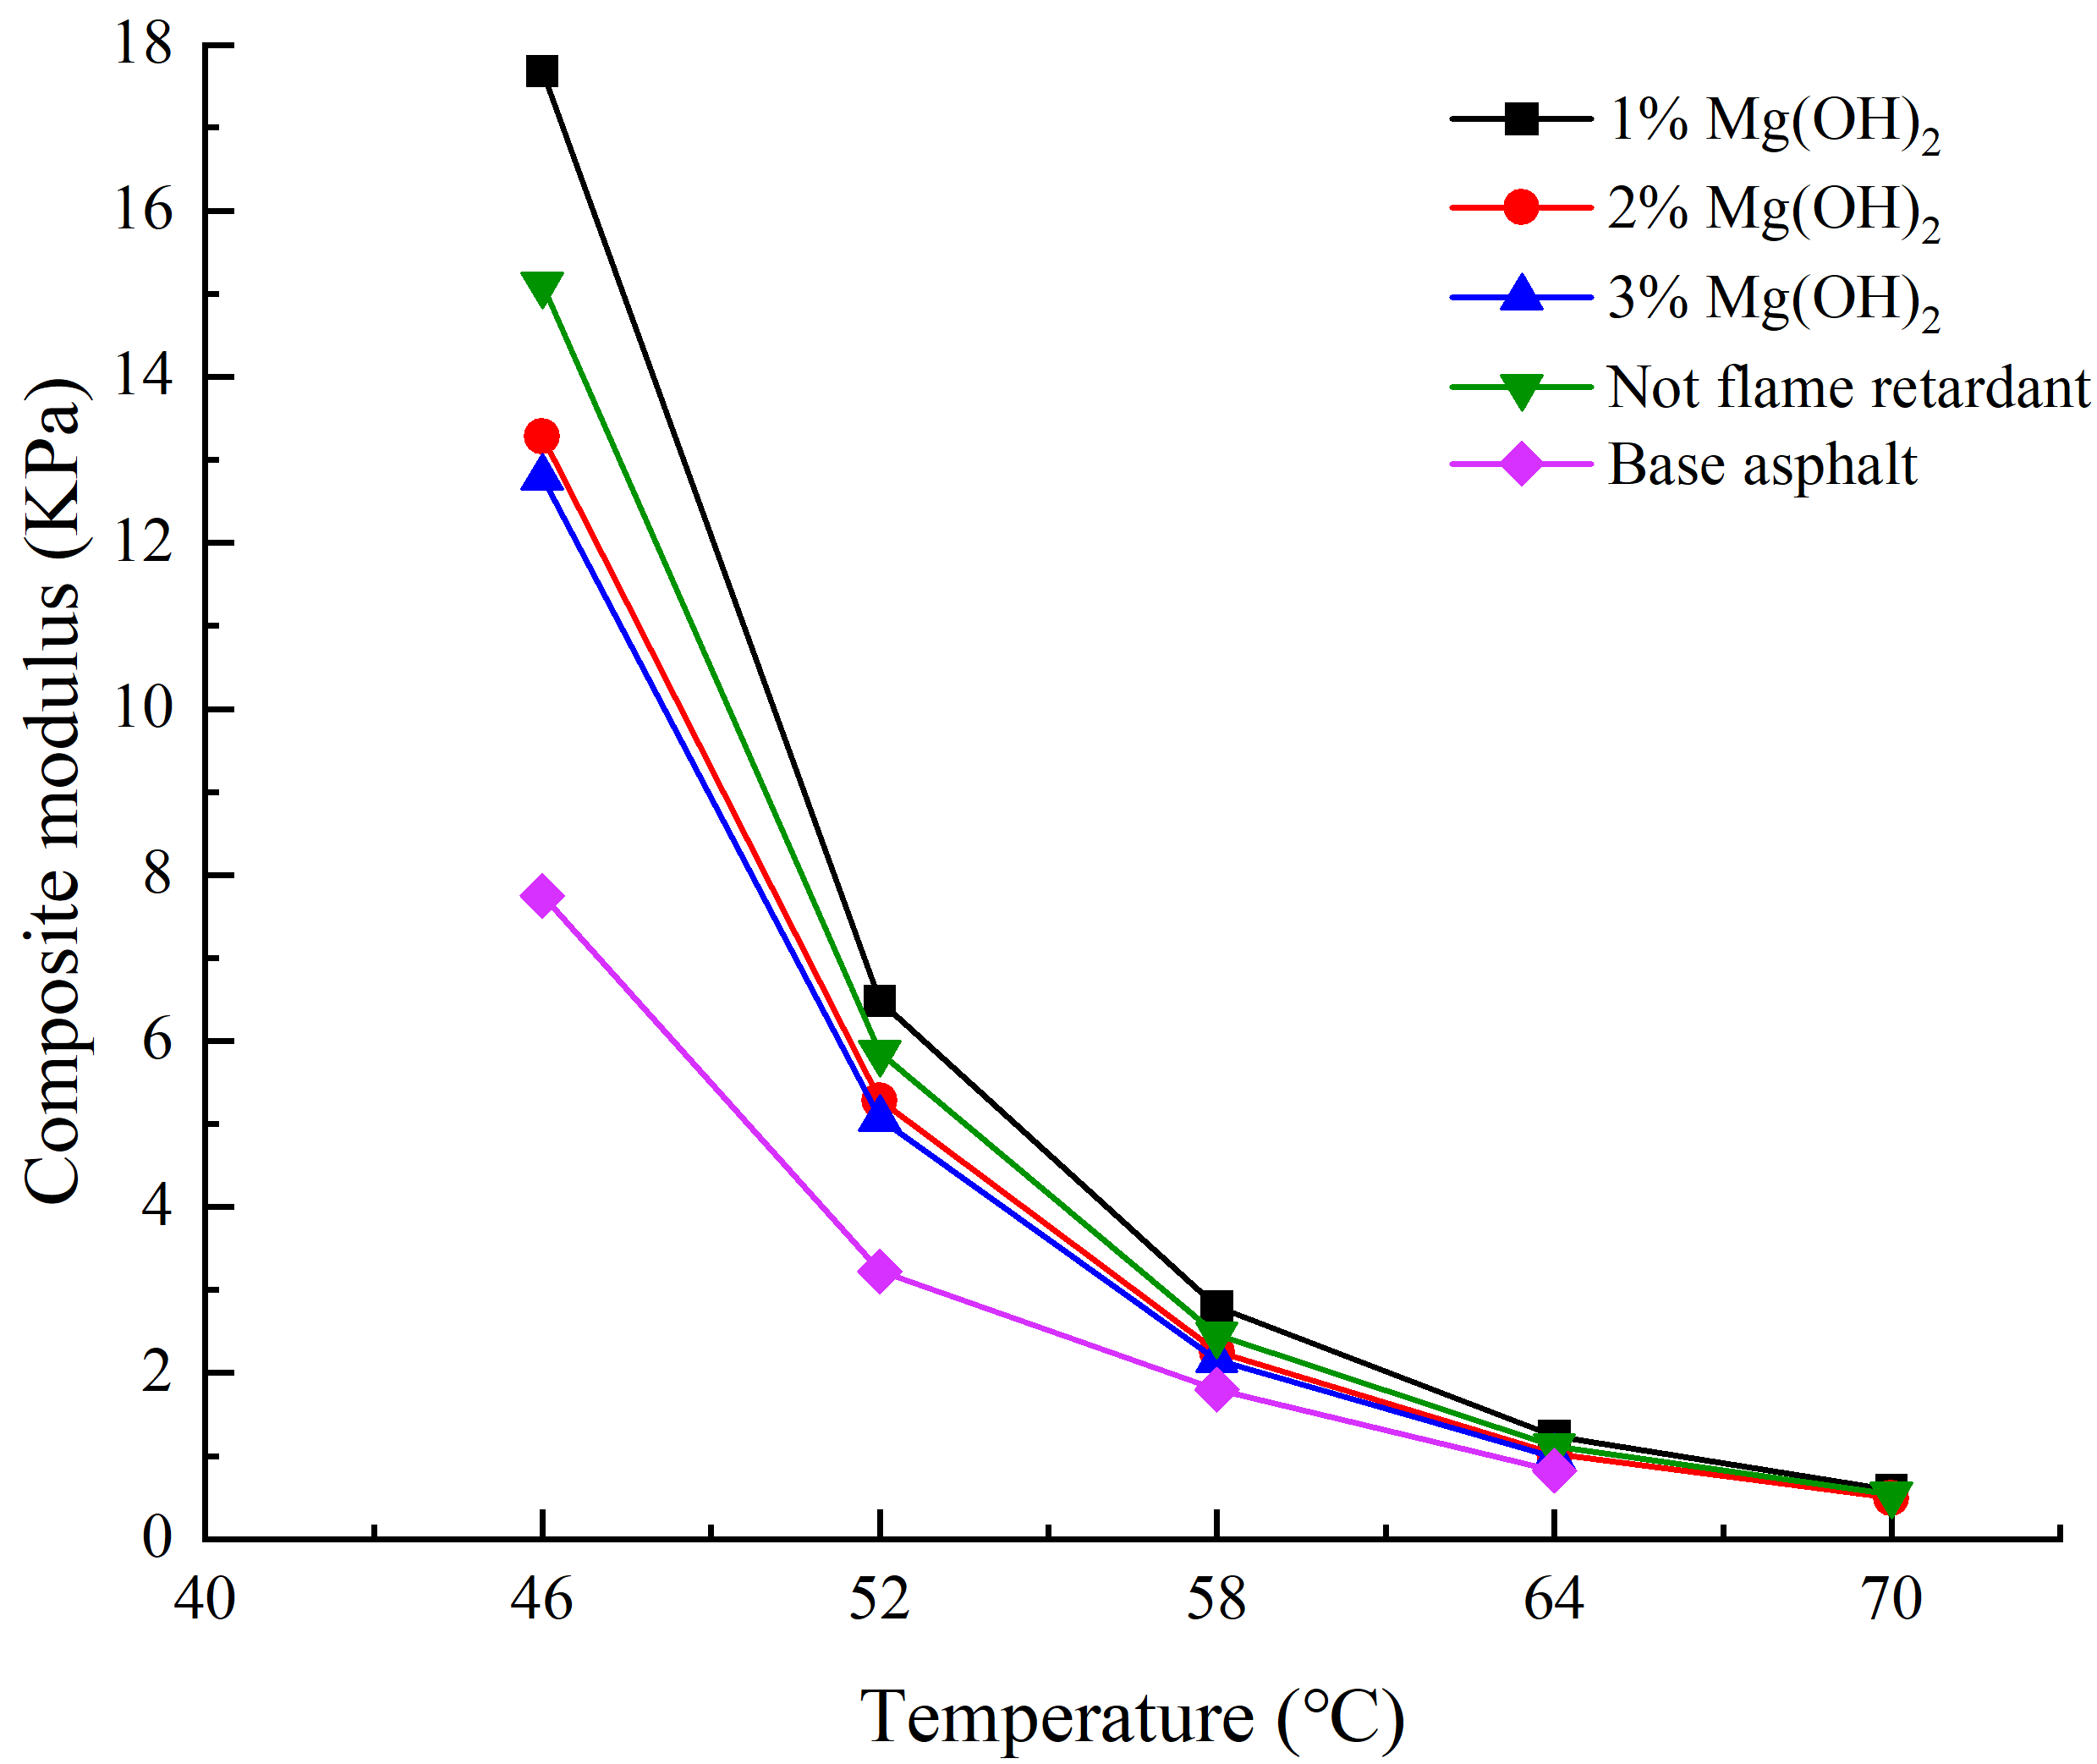 Composite modulus (KPa)
18
16
14
12
10
8
6
4
2
0
1% Mg(OH)₂
2% Mg(OH)₂
3% Mg(OH)₂
Not flame retardant
Base asphalt
40 46 52 58 64 70
Temperature (℃)